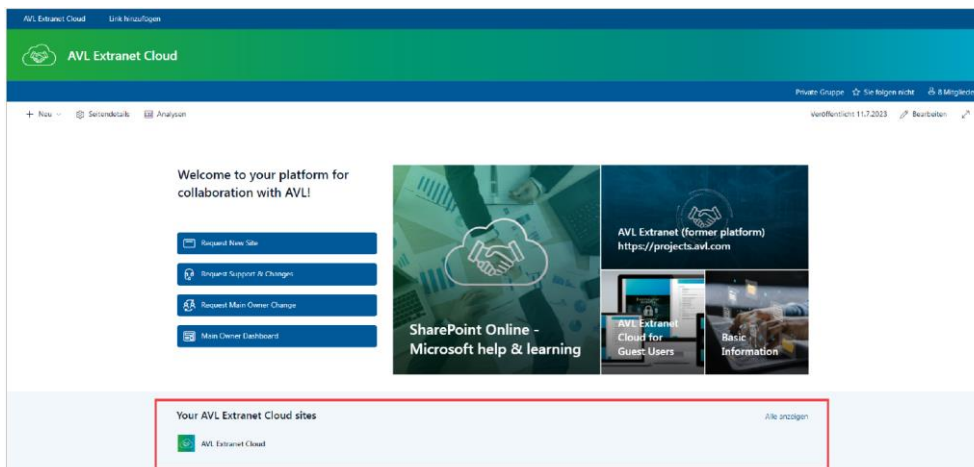 AVL Extranet Cloud Link hinzufügen
AVL Extranet Cloud
Private Gruppe Sie folgen nicht 8 Mitglieder
+ Neu Seitendetails Analysen
Veröffentlicht 11.7.2023 Bearbeiten
Welcome to your platform for
collaboration with AVL!
Request New Site
Request Support & Changes
Request Main Owner Change
Main Owner Dashboard
SharePoint Online -
Microsoft help & learning
AVL Extranet (former platform)
https://projects.avl.com
AVL Extranet
Cloud for
Guest Users
Basic
Information
Your AVL Extranet Cloud sites
Alle anzeigen
AVL Extranet Cloud